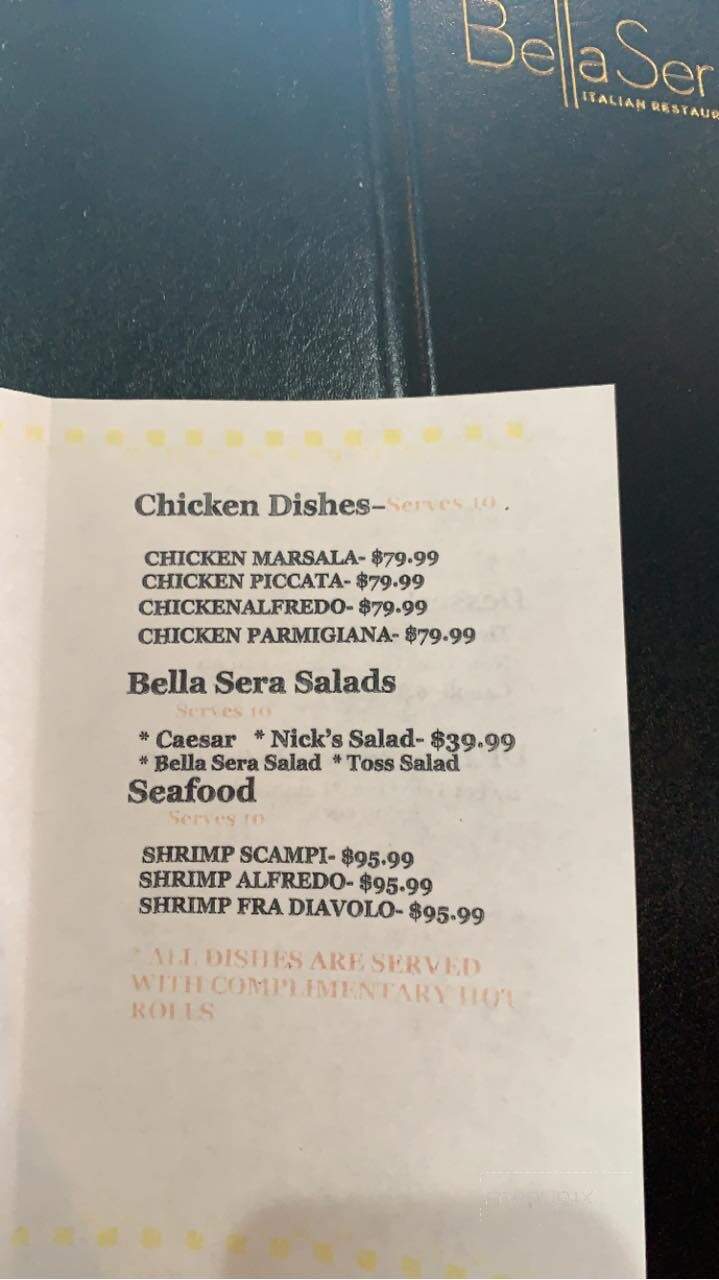 Bella Ser
ITALIAN RESTAUR
Chicken Dishes-Serves 10
CHICKEN MARSALA- $79.99
CHICKEN PICCATA- $79.99
CHICKENALFREDO- $79.99
CHICKEN PARMIGIANA- $79.99
Bella Sera Salads
Serves 10
* Caesar * Nick's Salad- $39.99
* Bella Sera Salad * Toss Salad
Seafood
Serves 10
SHRIMP SCAMPI- $95.99
SHRIMP ALFREDO- $95.99
SHRIMP FRA DIAVOLO- $95.99
* ALL DISHES ARE SERVED
WITH COMPLIMENTARY HOT
ROLLS